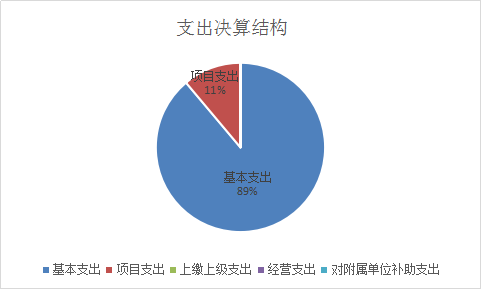 支出决算结构
项目支出
11%
基本支出
89%
基本支出 项目支出 上缴上级支出 经营支出 对附属单位补助支出